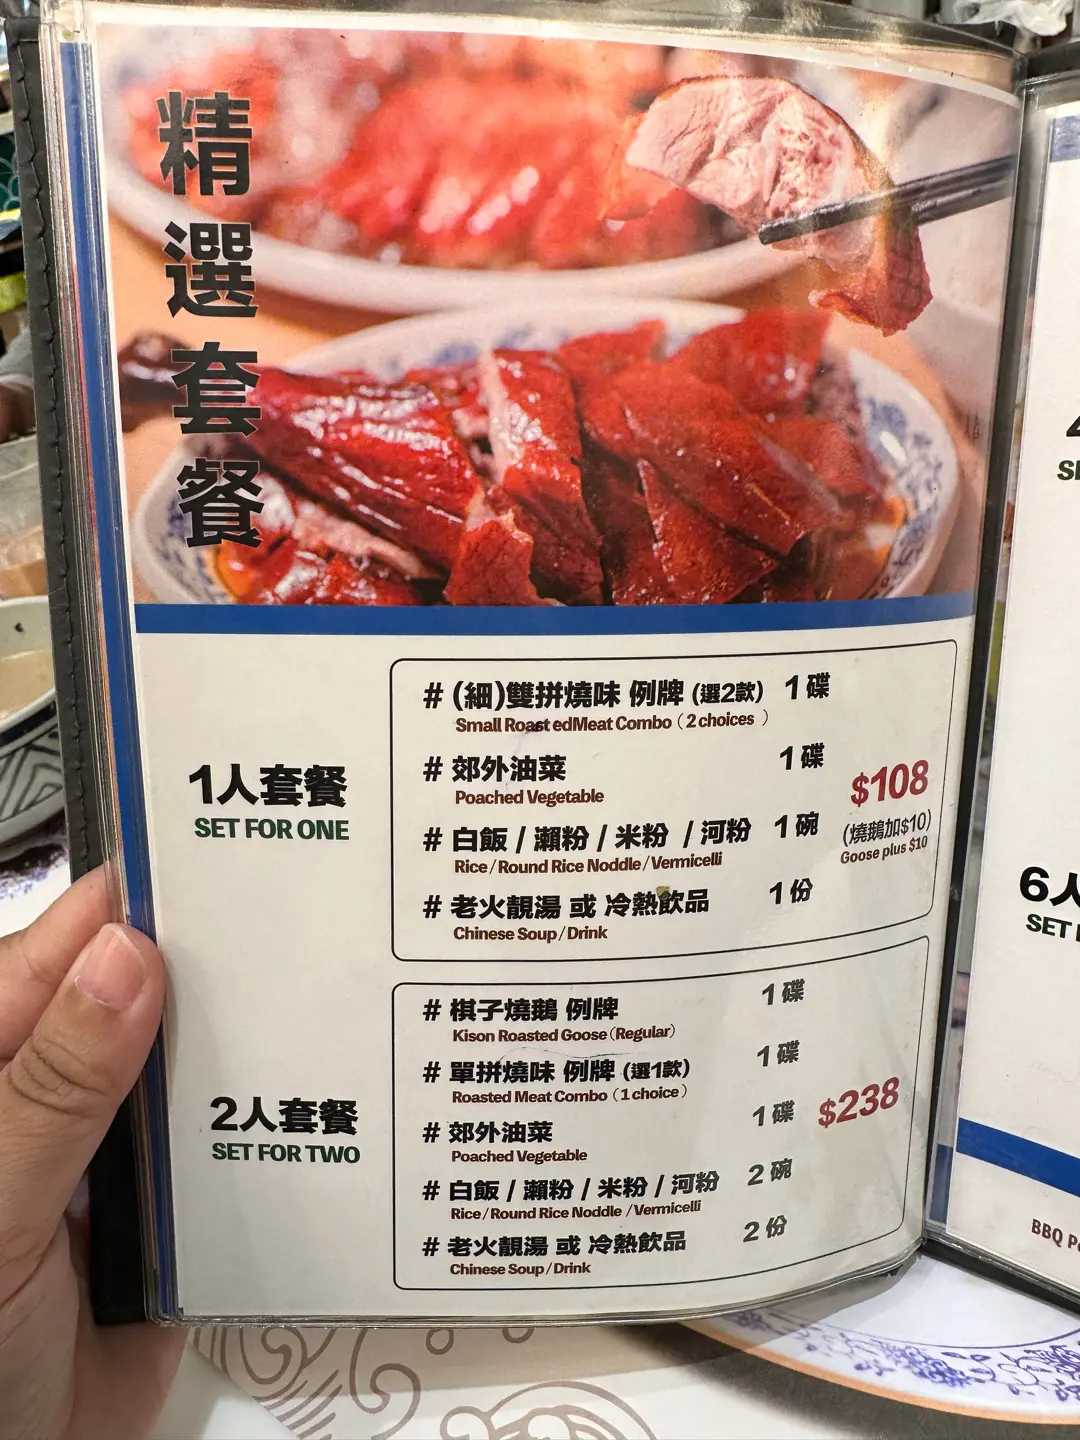 精選套餐
1人套餐
SET FOR ONE
# (細)雙拼燒味 例牌 (選2款) 1碟
Small Roast edMeat Combo (2 choices )
# 郊外油菜 1碟
Poached Vegetable
$108
# 白飯 / 瀨粉 / 米粉 / 河粉 1碗
(燒鵝加$10)
Rice/Round Rice Noddle/Vermicelli
Goose plus $10
# 老火靚湯 或 冷熱飲品 1份
Chinese Soup/Drink
2人套餐
SET FOR TWO
# 棋子燒鵝 例牌 1碟
Kison Roasted Goose (Regular)
# 單拼燒味 例牌 (選1款) 1碟
Roasted Meat Combo (1 choice)
# 郊外油菜 1碟
$238
Poached Vegetable
# 白飯 / 瀨粉 / 米粉 / 河粉 2碗
Rice/Round Rice Noddle /Vermicelli
# 老火靚湯 或 冷熱飲品 2份
Chinese Soup/Drink
6人
SET
BBQ